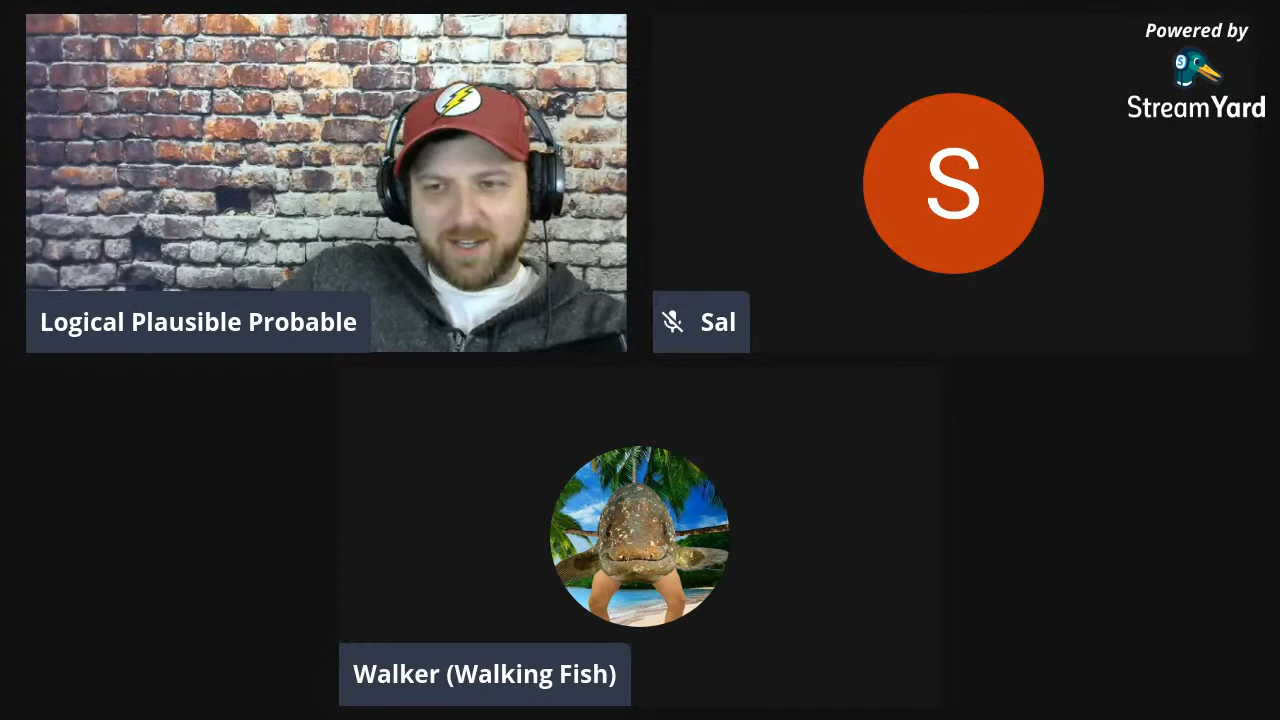 Powered by
StreamYard
S
Logical Plausible Probable
Sal
Walker (Walking Fish)